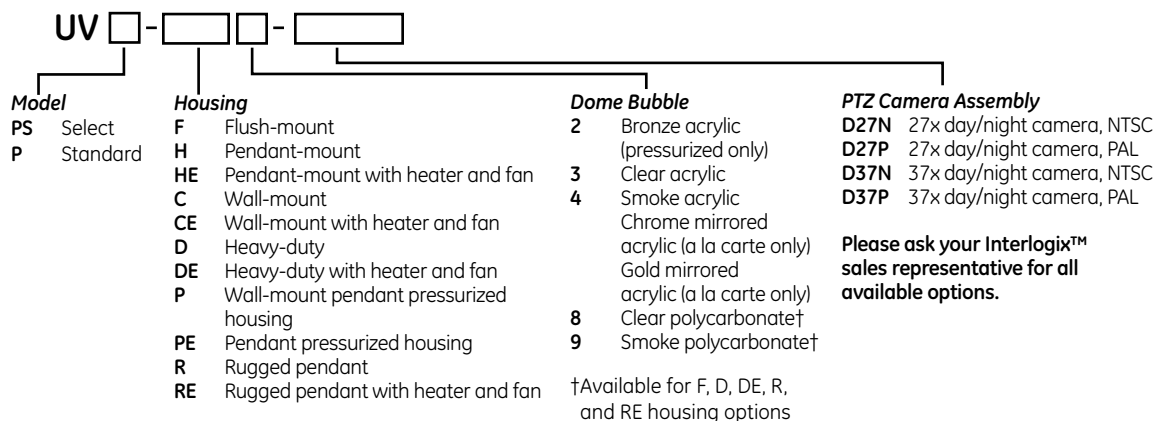 UV - -
Model
PS Select
P Standard
Housing
F Flush-mount
H Pendant-mount
HE Pendant-mount with heater and fan
C Wall-mount
CE Wall-mount with heater and fan
D Heavy-duty
DE Heavy-duty with heater and fan
P Wall-mount pendant pressurized
housing
PE Pendant pressurized housing
R Rugged pendant
RE Rugged pendant with heater and fan
Dome Bubble
2 Bronze acrylic
(pressurized only)
3 Clear acrylic
4 Smoke acrylic
Chrome mirrored
acrylic (a la carte only)
Gold mirrored
acrylic (a la carte only)
8 Clear polycarbonate†
9 Smoke polycarbonate†
†Available for F, D, DE, R,
and RE housing options
PTZ Camera Assembly
D27N 27x day/night camera, NTSC
D27P 27x day/night camera, PAL
D37N 37x day/night camera, NTSC
D37P 37x day/night camera, PAL
Please ask your Interlogix™
sales representative for all
available options.